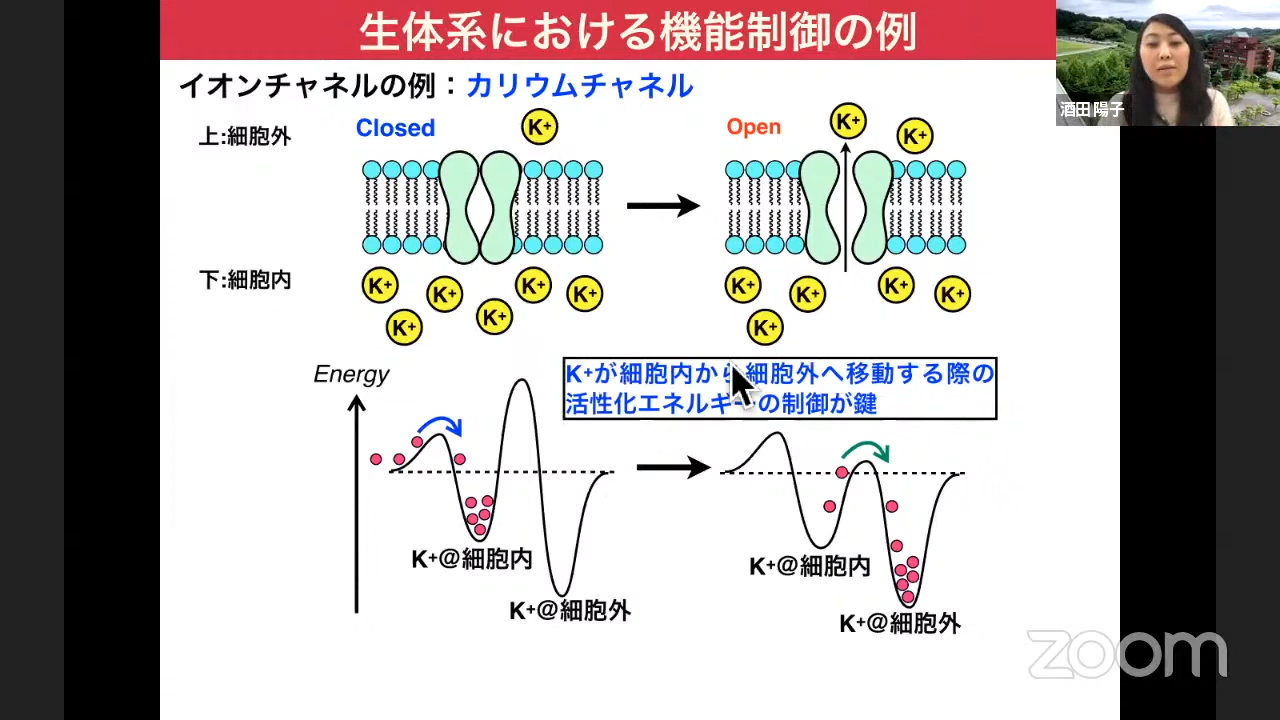 生体系における機能制御の例
酒田 陽子
イオンチャネルの例：カリウムチャネル
上:細胞外
Closed
K+
Open
K+
K+
下:細胞内
K+
K+
K+
K+
K+
K+
K+
K+
K+
K+
K+
Energy
K+が細胞内から細胞外へ移動する際の
活性化エネルギーの制御が鍵
K+@細胞内
K+@細胞外
K+@細胞内
K+@細胞外
zoom